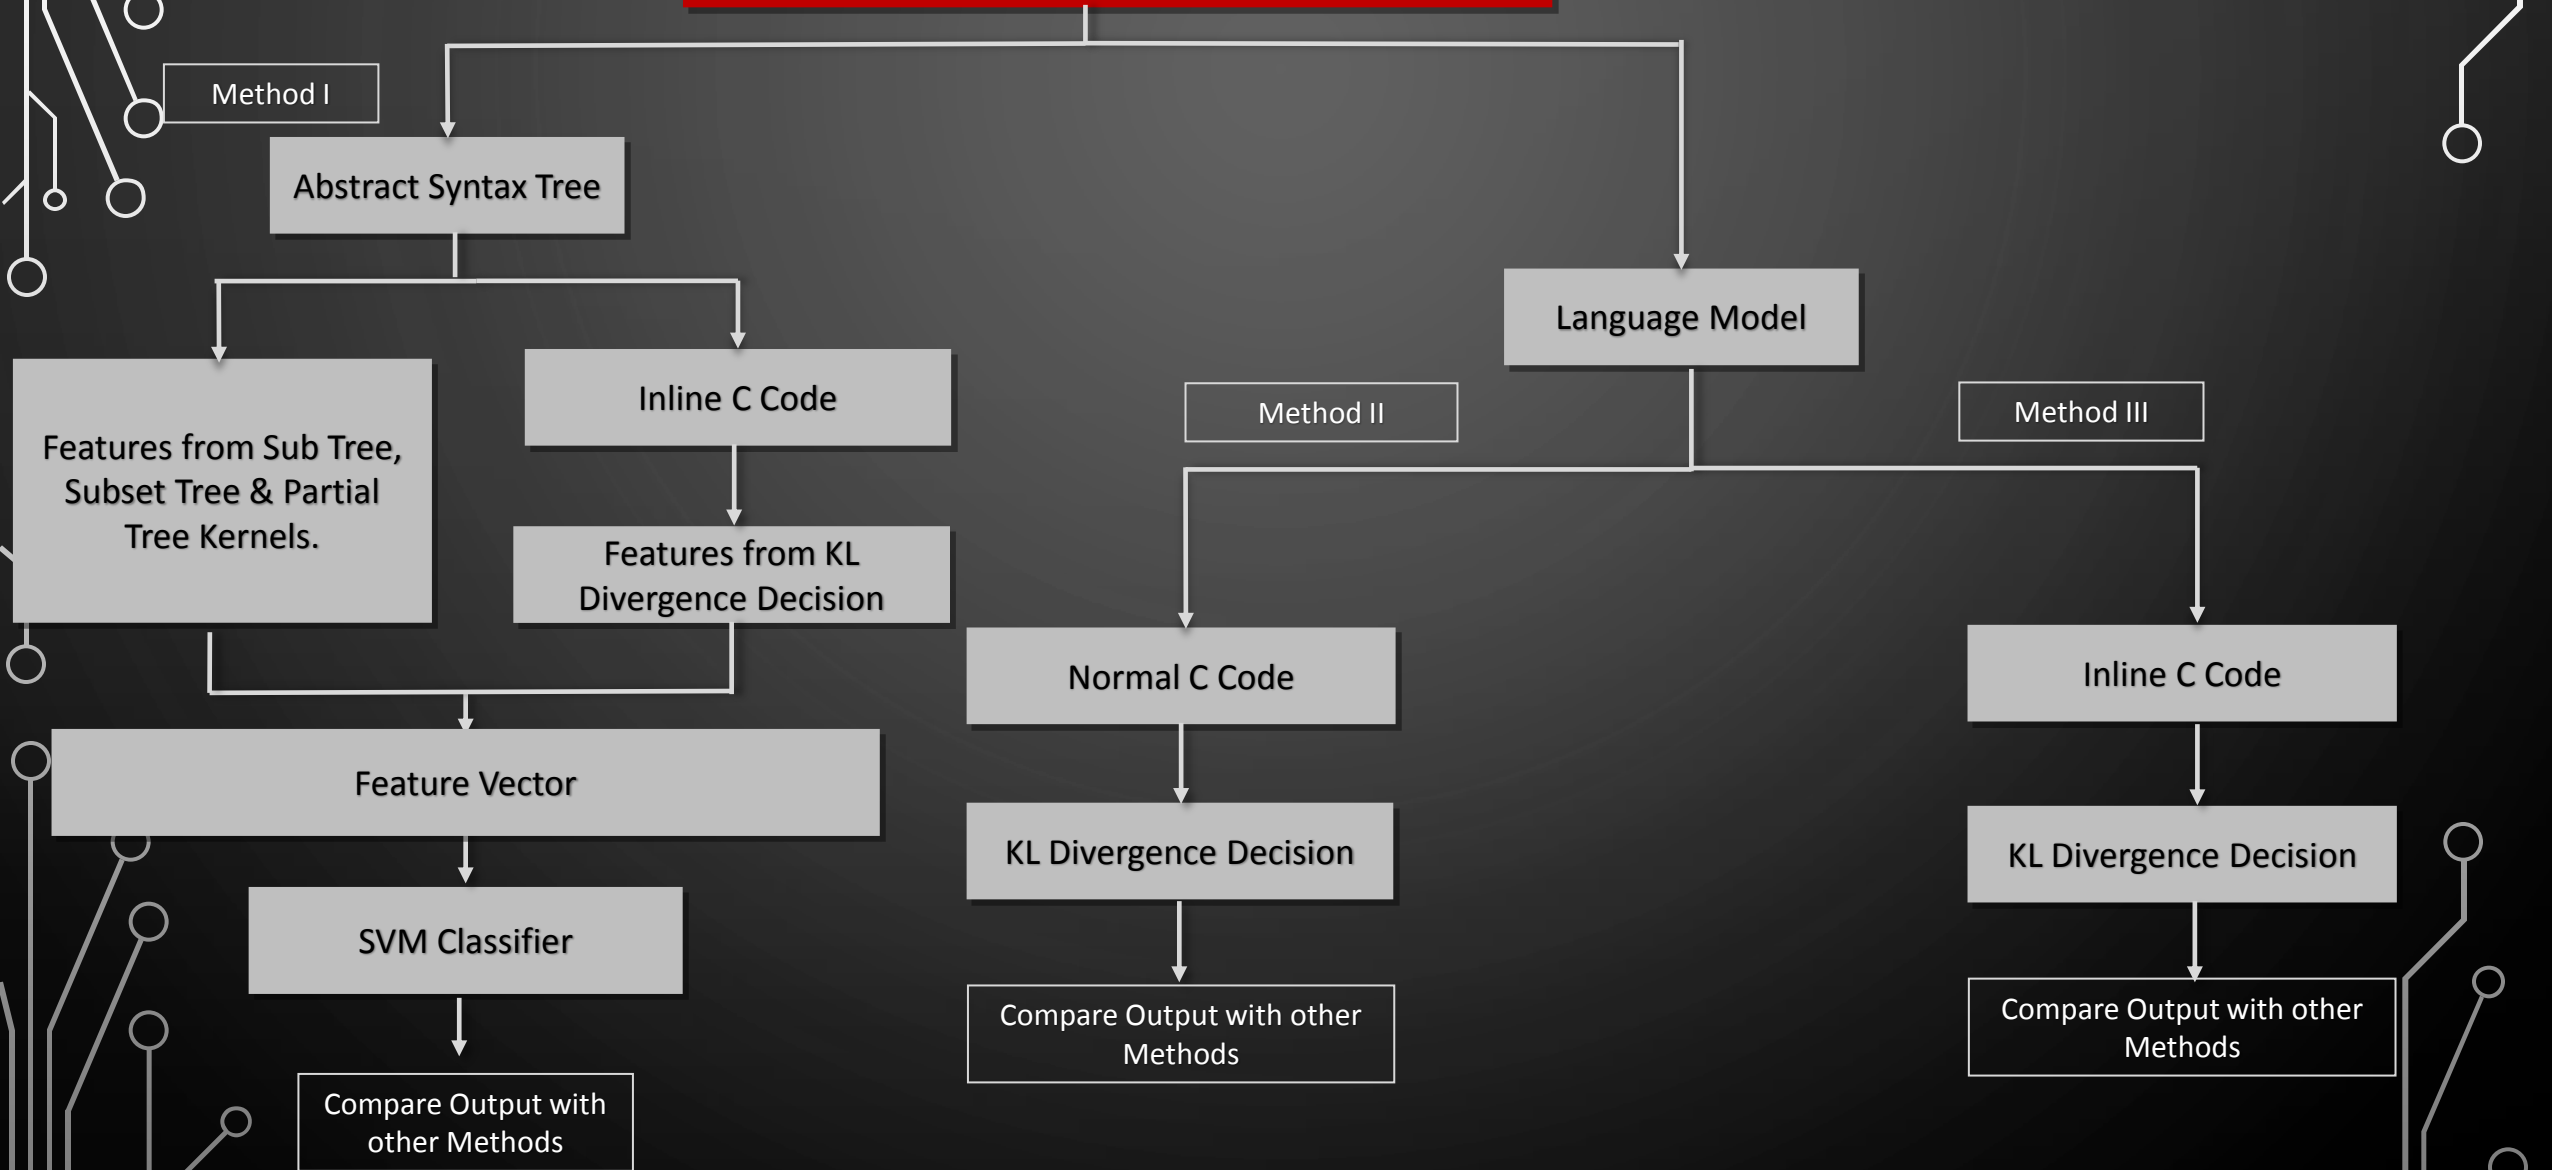 Method I
Abstract Syntax Tree
Language Model
Features from Sub Tree,
Subset Tree & Partial
Tree Kernels.
Inline C Code
Method II
Method III
Features from KL
Divergence Decision
Normal C Code
Inline C Code
Feature Vector
KL Divergence Decision
KL Divergence Decision
SVM Classifier
Compare Output with other
Methods
Compare Output with other
Methods
Compare Output with
other Methods